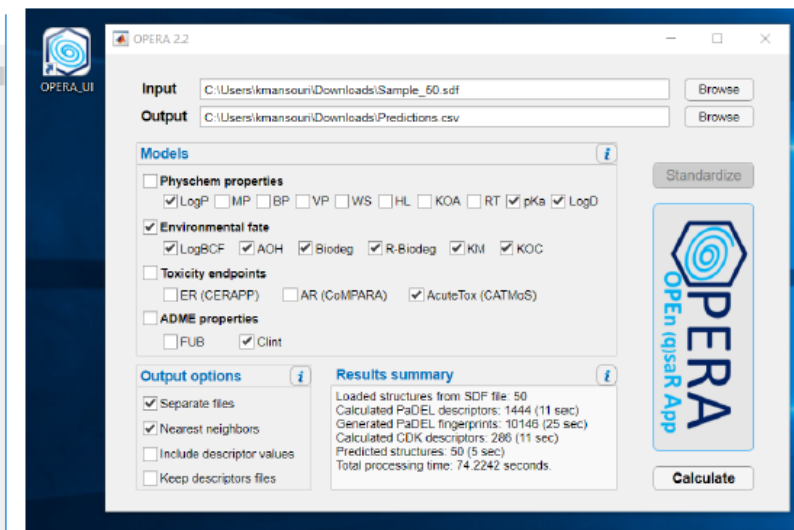 OPERA_UI
OPERA 2.2
Input C:\Users\kmansouri\Downloads\Sample_50.sdf Browse
Output C:\Users\kmansouri\Downloads\Predictions.csv Browse
Models i
Physchem properties
LogP MP BP VP WS HL KOA RT pKa LogD
Environmental fate
LogBCF AOH Biodeg R-Biodeg KM KOC
Toxicity endpoints
ER (CERAPP) AR (CoMPARA) AcuteTox (CATMoS)
ADME properties
FUB Clint
Output options i
Separate files
Nearest neighbors
Include descriptor values
Keep descriptors files
Results summary i
Loaded structures from SDF file: 50
Calculated PaDEL descriptors: 1444 (11 sec)
Generated PaDEL fingerprints: 10146 (25 sec)
Calculated CDK descriptors: 286 (11 sec)
Predicted structures: 50 (5 sec)
Total processing time: 74.2242 seconds.
Standardize
OPERA
OPEn (q)saR App
Calculate